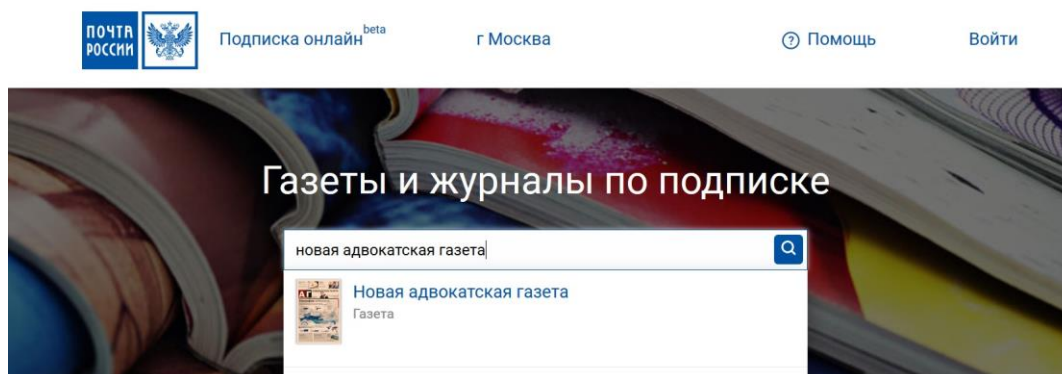 ПОЧТА
РОССИИ
Подписка онлайн beta
г Москва
Помощь
Войти
Газеты и журналы по подписке
новая адвокатская газета
Новая адвокатская газета
Газета